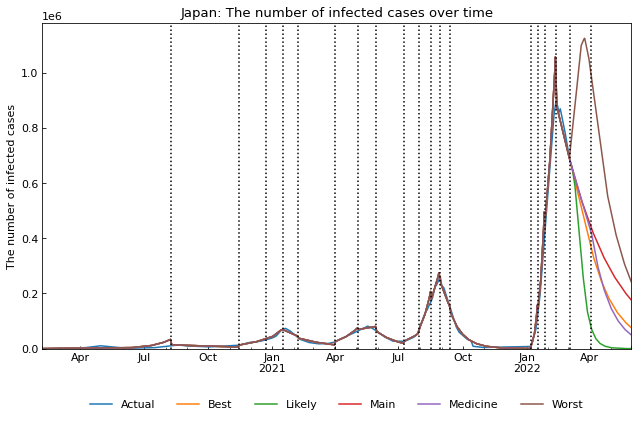 Japan: The number of infected cases over time
1e6
The number of infected cases
1.0
0.8
0.6
0.4
0.2
0.0
Apr Jul Oct Jan Apr Jul Oct Jan Apr
2021 2022
Actual Best Likely Main Medicine Worst